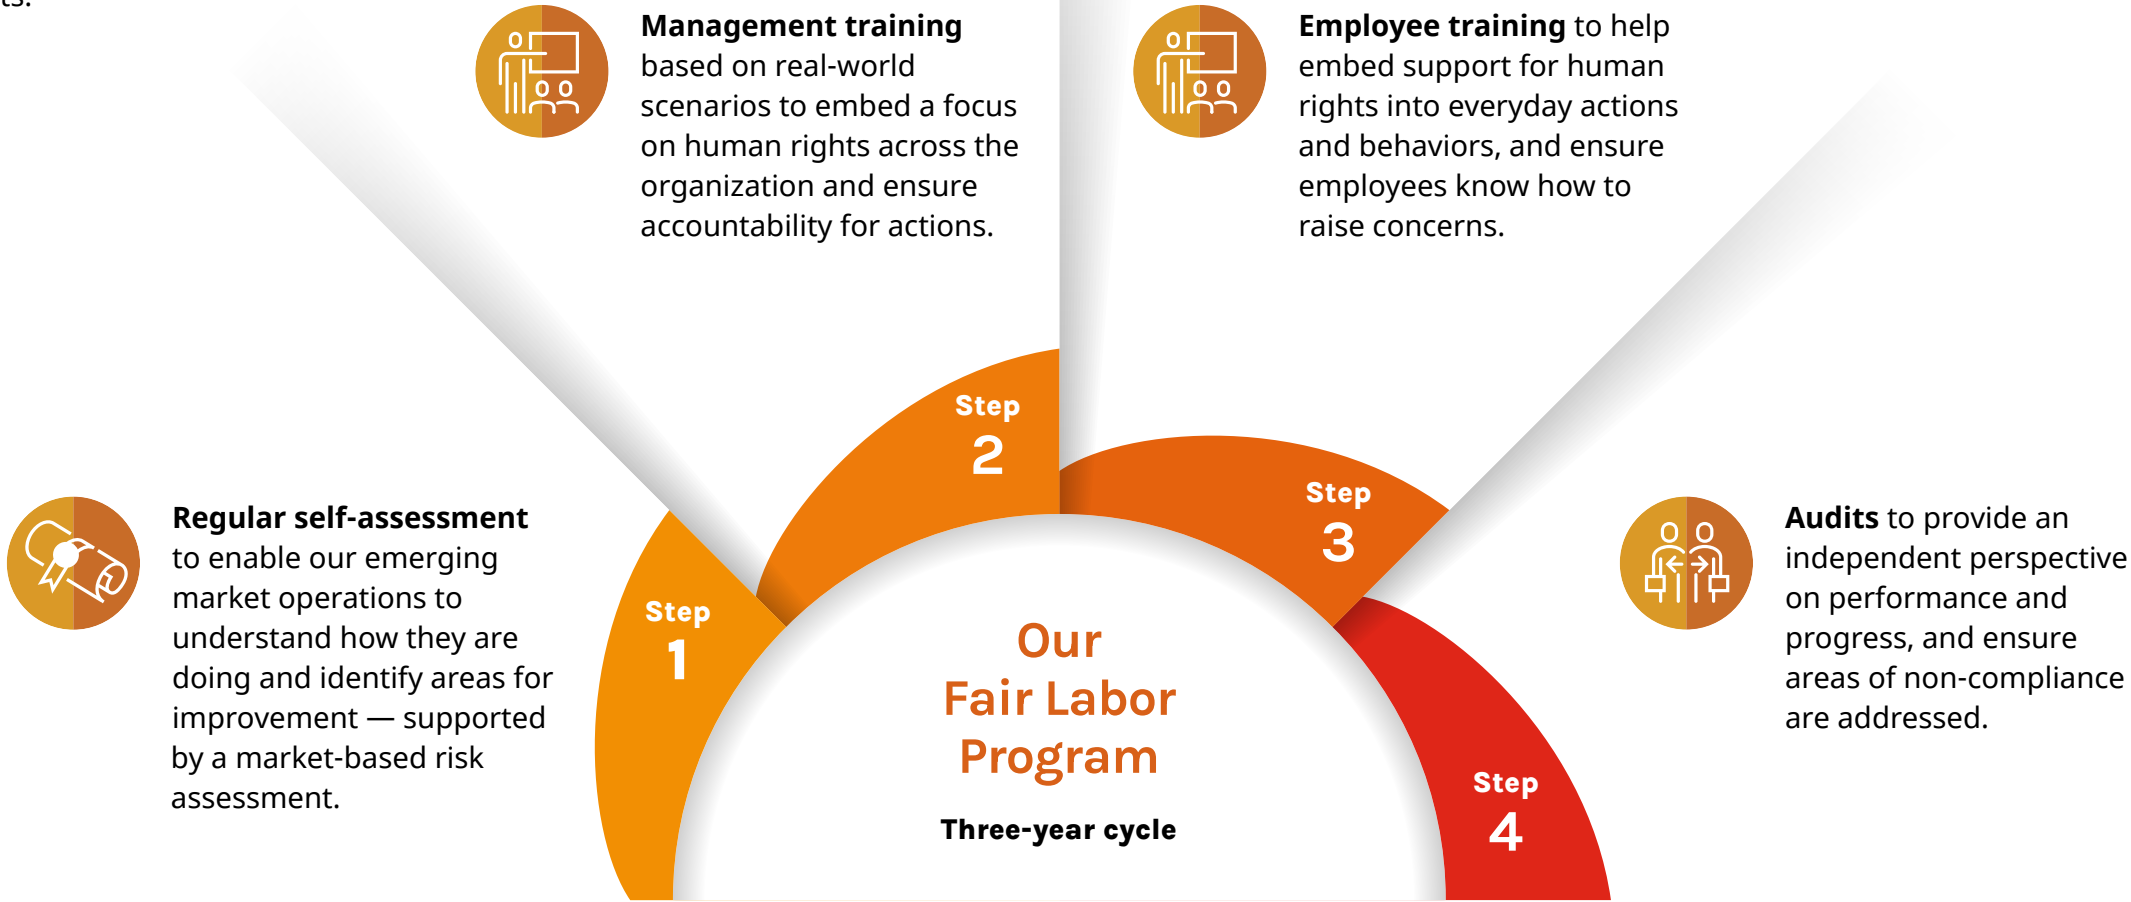 ts.
Management training
based on real-world
scenarios to embed a focus
on human rights across the
organization and ensure
accountability for actions.
Employee training to help
embed support for human
rights into everyday actions
and behaviors, and ensure
employees know how to
raise concerns.
Regular self-assessment
to enable our emerging
market operations to
understand how they are
doing and identify areas for
improvement — supported
by a market-based risk
assessment.
Step
1
Step
2
Step
3
Step
4
Our
Fair Labor
Program
Three-year cycle
Audits to provide an
independent perspective
on performance and
progress, and ensure
areas of non-compliance
are addressed.